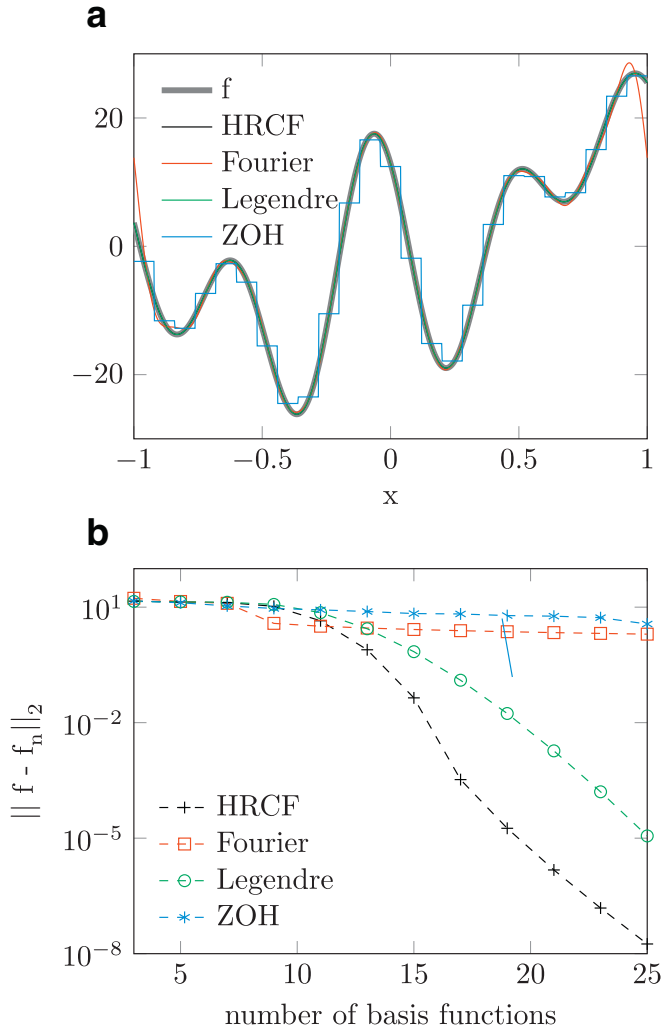 a
20
0
−20
f
HRCF
Fourier
Legendre
ZOH
−1 −0.5 0 0.5 1
x
b
10^1
10^−2
10^−5
10^−8
|| f - f_n||_2
HRCF
Fourier
Legendre
ZOH
5 10 15 20 25
number of basis functions